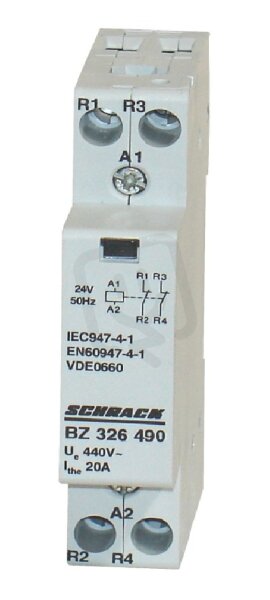 R1 R3
A1
24V
50Hz
A1
A2
R1 R3
R2 R4
IEC947-4-1
EN60947-4-1
VDE0660
SCHRACK
BZ 326 490
Ue 440V~
Ithe 20A
A2
R2 R4